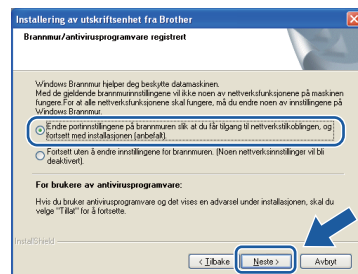 Installering av utskriftsenhet fra Brother
Brannmur/antivirusprogramvare registrert
Windows Brannmur hjelper deg beskytte datamaskinen.
Med de gjeldende brannmurinnstillingene vil ikke noen av nettverksfunksjonene på maskinen
fungere.For at alle nettverksfunksjonene skal fungere, må du endre noen av innstillingene på
Windows Brannmur.
Endre portinnstillingene på brannmuren slik at du får tilgang til nettverkstilkoblingen, og
fortsett med installasjonen (anbefalt).
Fortsett uten å endre innstillingene for brannmuren. (Noen nettverksinnstillinger vil bli
deaktivert).
For brukere av antivirusprogramvare:
Hvis du bruker antivirusprogramvare og det vises en advarsel under installasjonen, skal du
velge "Tillat" for å fortsette.
InstallShield
< Tilbake Neste > Avbryt